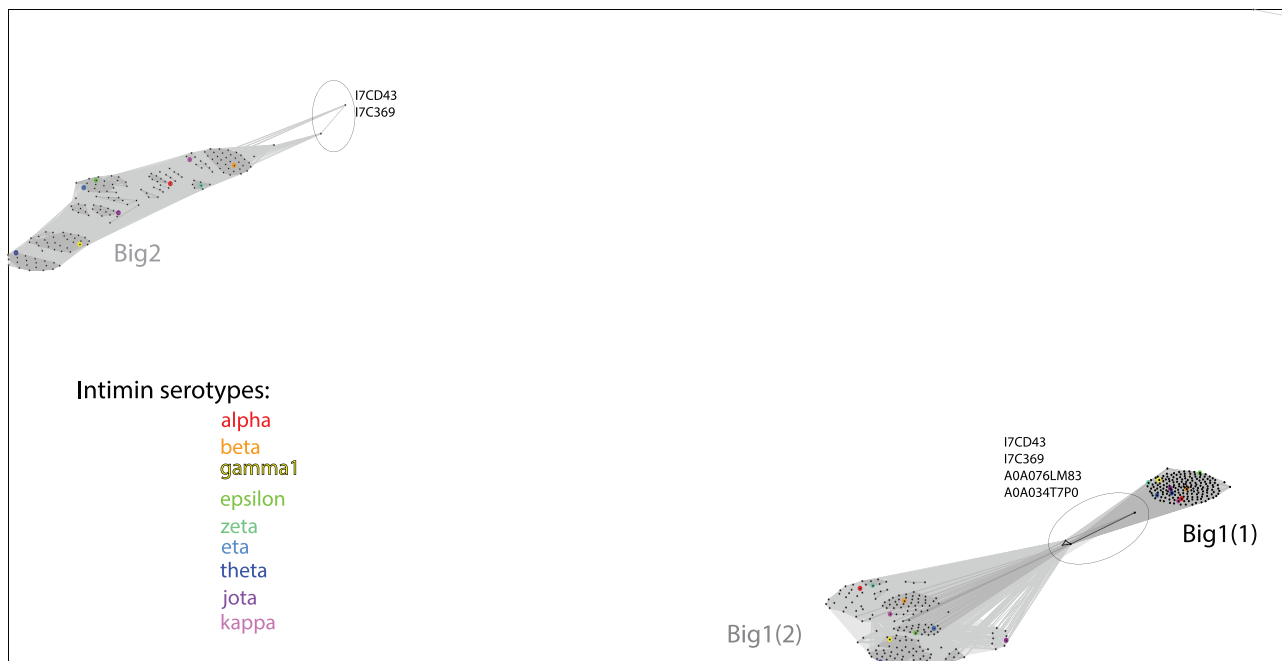 I7CD43
I7C369
Big2
Intimin serotypes:
alpha
beta
gamma1
epsilon
zeta
eta
theta
jota
kappa
I7CD43
I7C369
A0A076LM83
A0A034T7P0
Big1(1)
Big1(2)